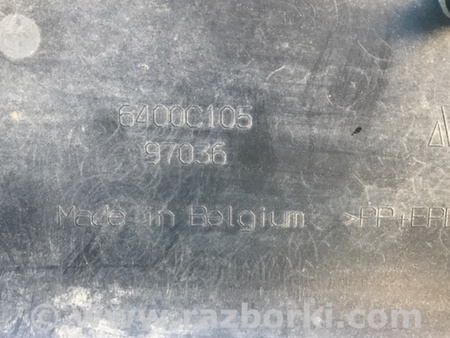 6400C105
97036
Made in Belgium >PP+EP
© www.razborki.com